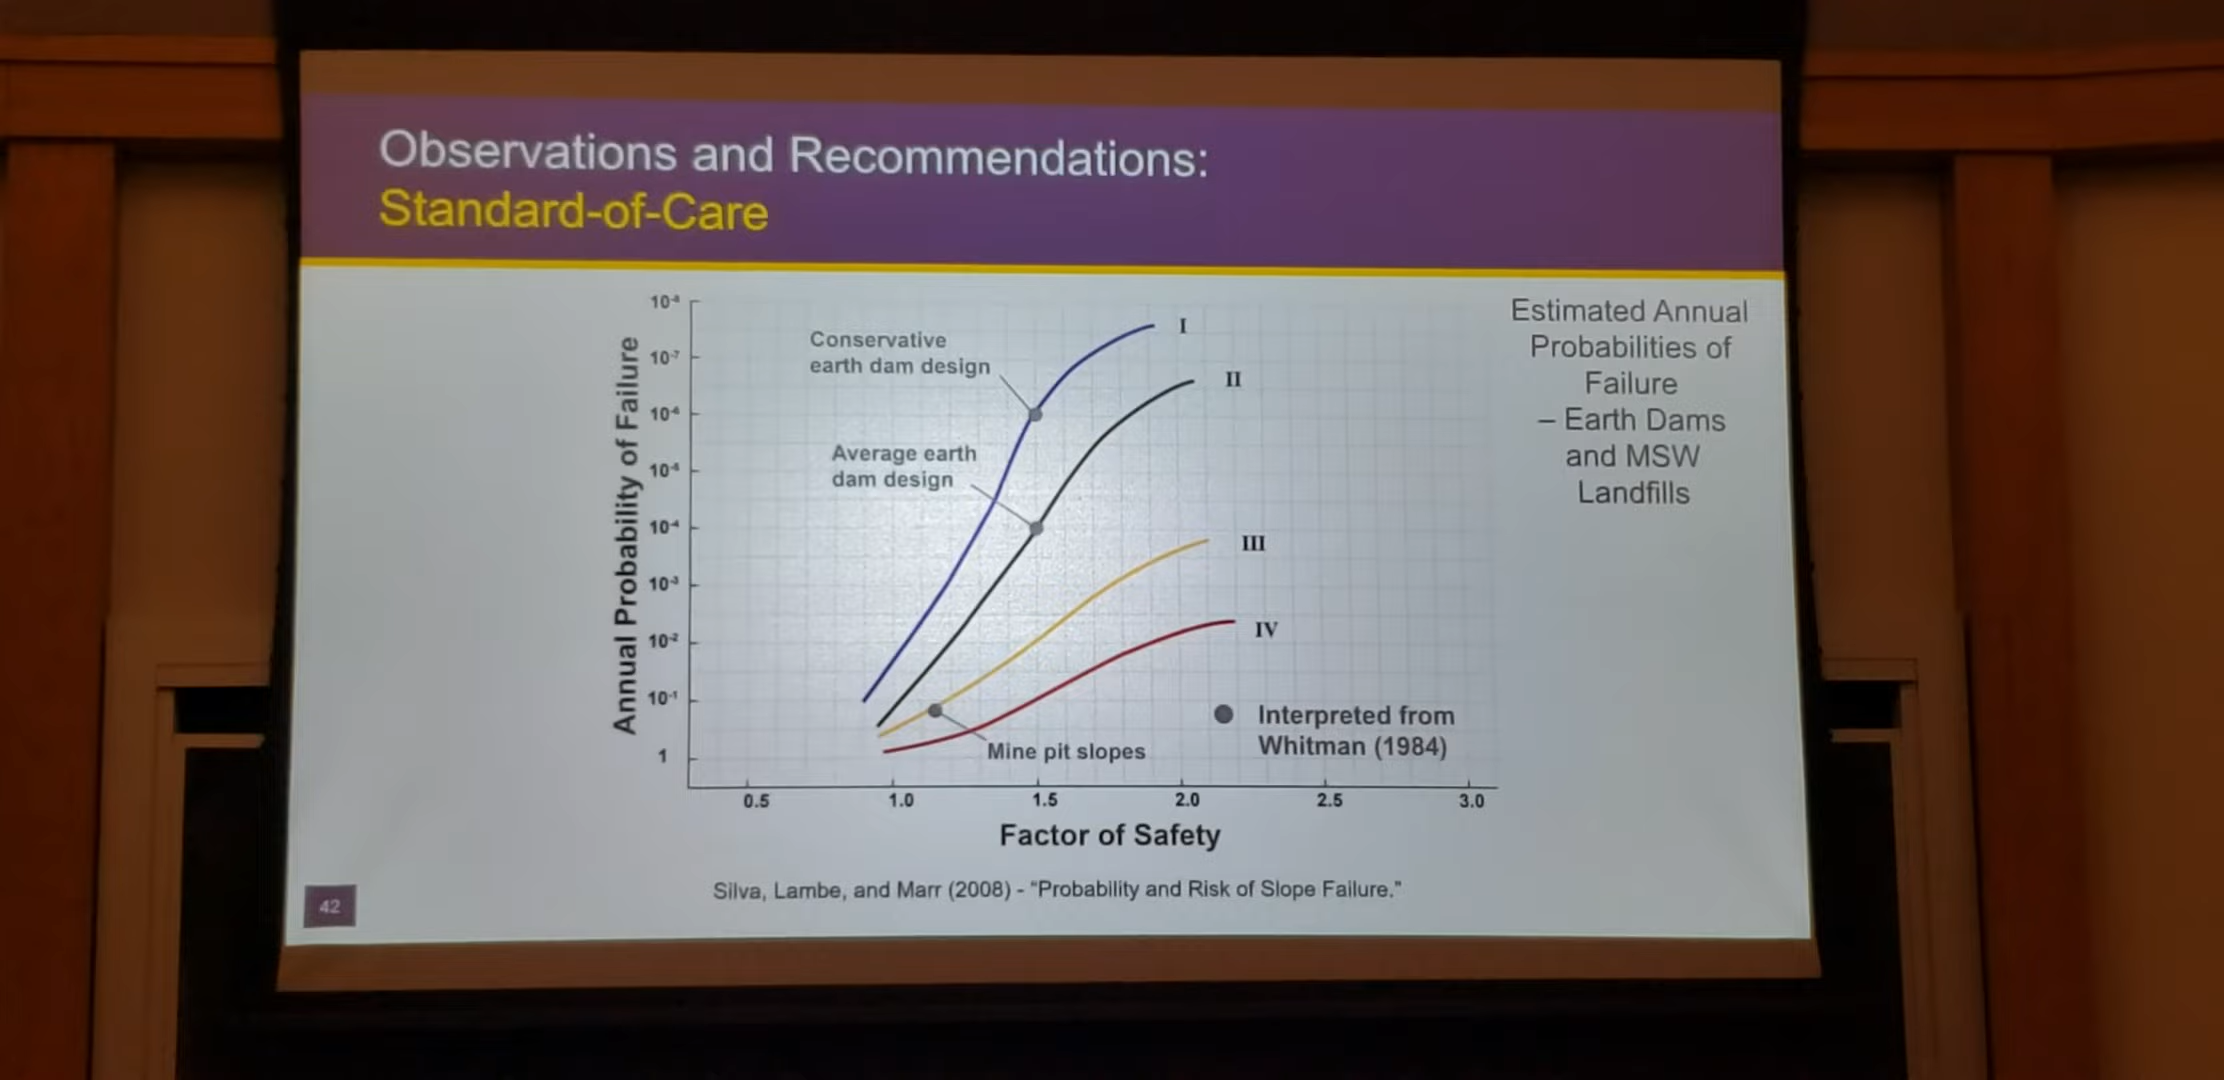 Observations and Recommendations:
Standard-of-Care
Estimated Annual
Probabilities of
Failure
– Earth Dams
and MSW
Landfills
Annual Probability of Failure
10⁻⁸
10⁻⁷
10⁻⁶
10⁻⁵
10⁻⁴
10⁻³
10⁻²
10⁻¹
1
Conservative
earth dam design
Average earth
dam design
I
II
III
IV
Mine pit slopes
Interpreted from
Whitman (1984)
0.5 1.0 1.5 2.0 2.5 3.0
Factor of Safety
Silva, Lambe, and Marr (2008) - “Probability and Risk of Slope Failure.”
42